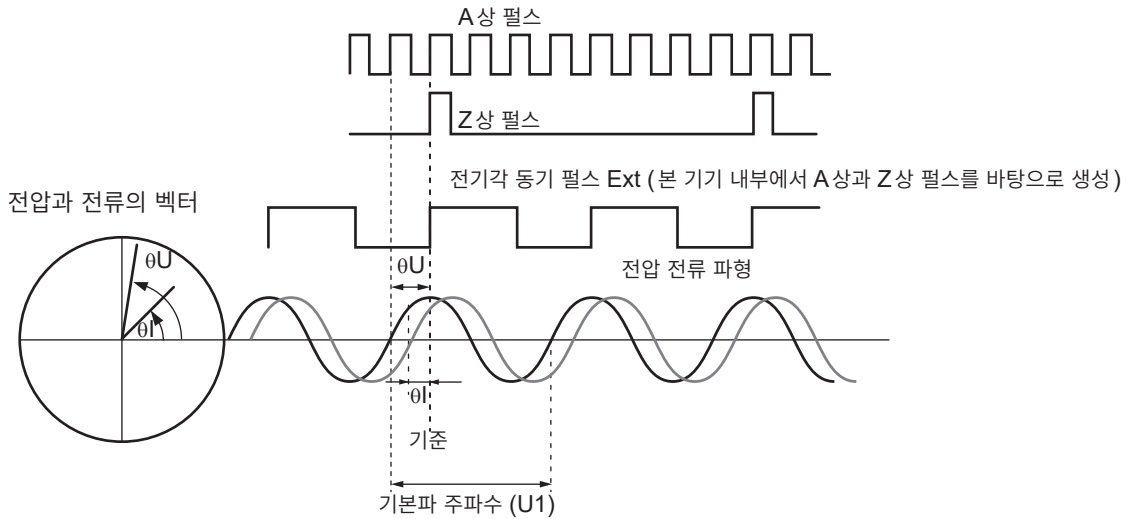 A상 펄스
Z상 펄스
전기각 동기 펄스 Ext (본 기기 내부에서 A상과 Z상 펄스를 바탕으로 생성)
전압과 전류의 벡터
θU
θI
θU
전압 전류 파형
θI
기준
기본파 주파수 (U1)